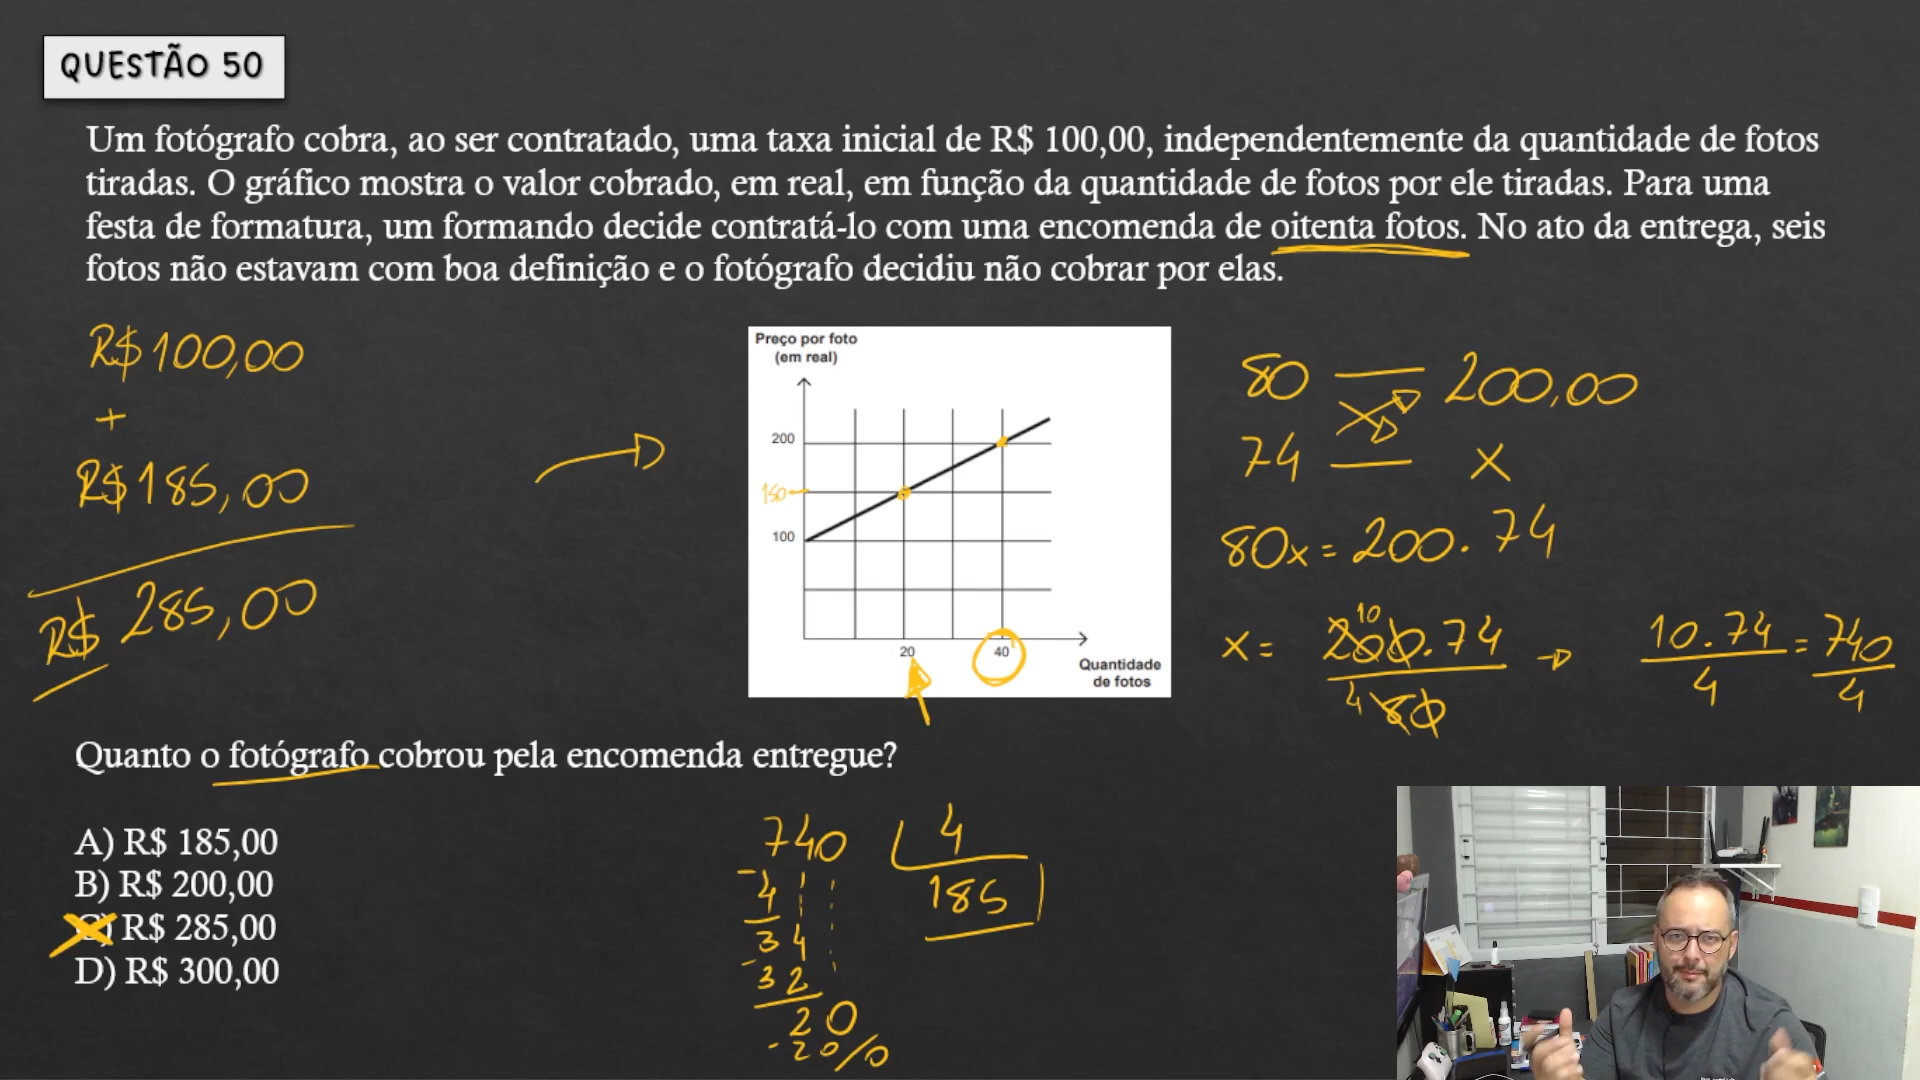 QUESTÃO 50
Um fotógrafo cobra, ao ser contratado, uma taxa inicial de R$ 100,00, independentemente da quantidade de fotos
tiradas. O gráfico mostra o valor cobrado, em real, em função da quantidade de fotos por ele tiradas. Para uma
festa de formatura, um formando decide contratá-lo com uma encomenda de oitenta fotos. No ato da entrega, seis
fotos não estavam com boa definição e o fotógrafo decidiu não cobrar por elas.
R$ 100,00
+
R$ 185,00
R$ 285,00
Preço por foto
(em real)
200
150
100
20
40
Quantidade
de fotos
80 200,00
74 x
80x = 200.74
x = 200.74
10
4 80
10.74 = 740
4 4
Quanto o fotógrafo cobrou pela encomenda entregue?
A) R$ 185,00
B) R$ 200,00
C) R$ 285,00
D) R$ 300,00
740 4
-4 185
34
-32
20
-20
0